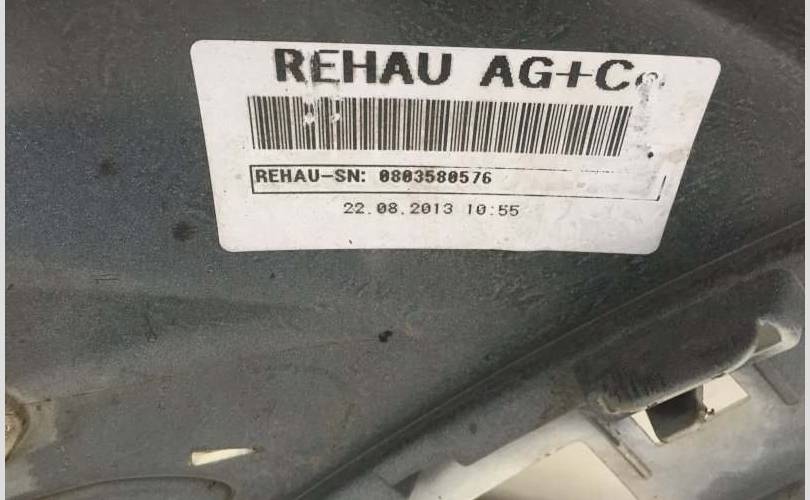 REHAU AG+Co
REHAU-SN: 0803580576
22.08.2013 10:55